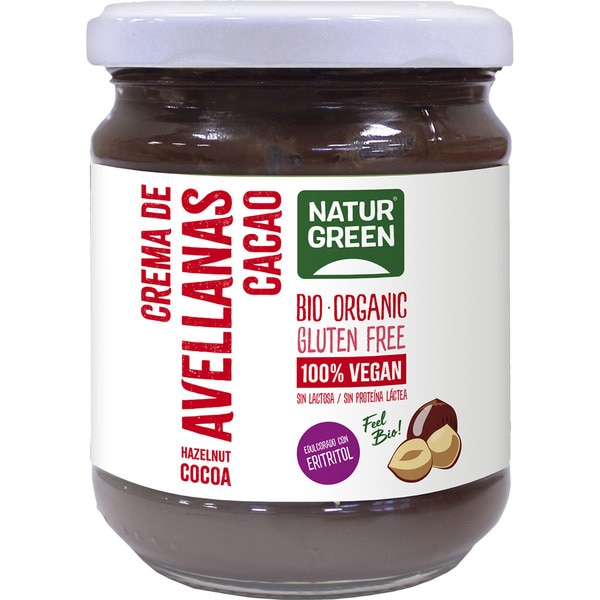 CREMA DE
AVELLANAS
CACAO
HAZELNUT
COCOA
NATUR®
GREEN
BIO · ORGANIC
GLUTEN FREE
100% VEGAN
SIN LACTOSA / SIN PROTEÍNA LÁCTEA
EDULCORADO CON
ERITRITOL
Feel
Bio!